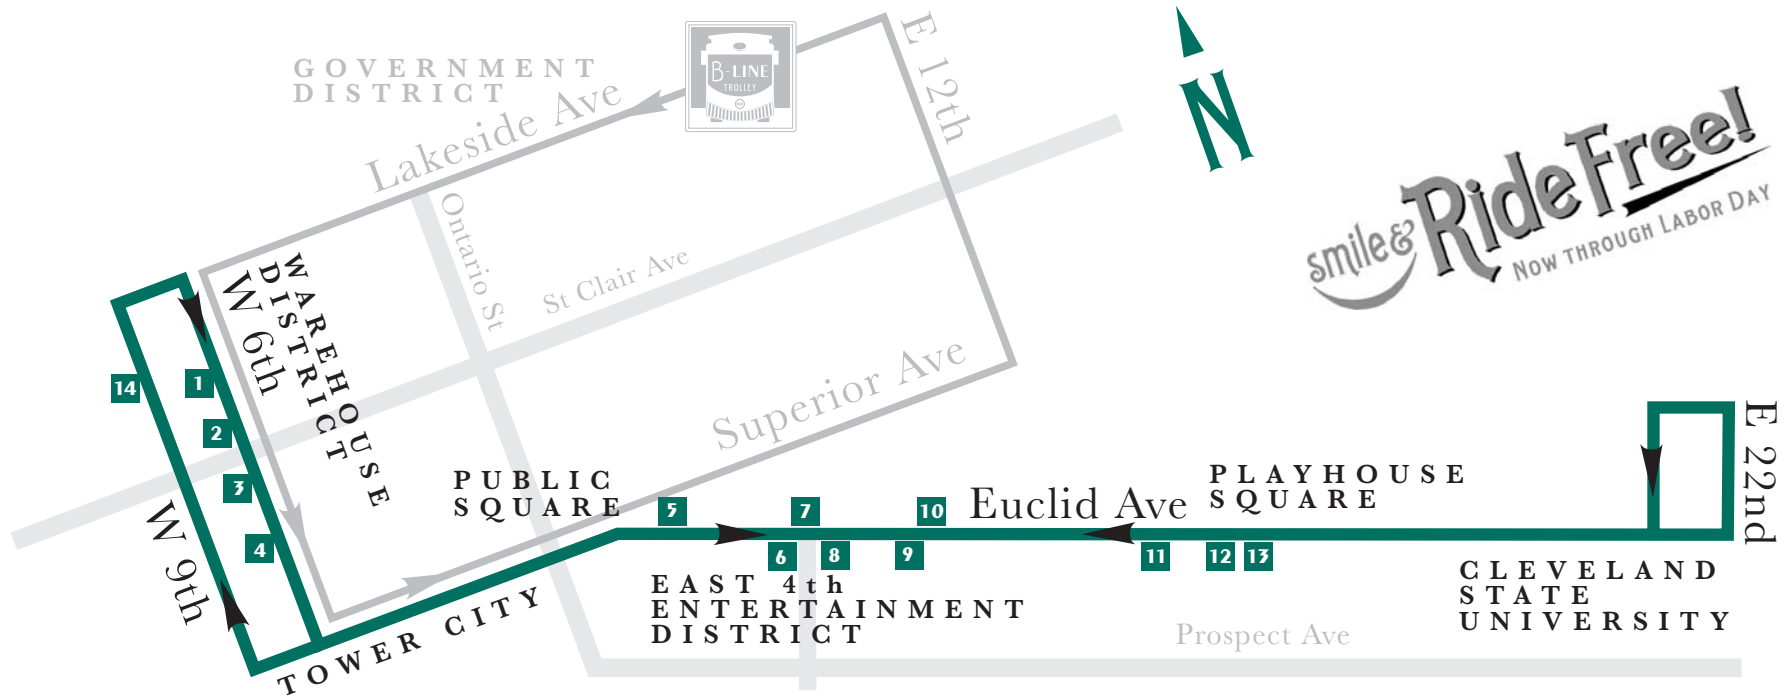 GOVERNMENT
DISTRICT
Lakeside Ave
B-LINE
TROLLEY
E 12th
N
smile & Ride Free!
NOW THROUGH LABOR DAY
Ontario St
St Clair Ave
WAREHOUSE
DISTRICT
W 6th
14
1
2
3
4
W 9th
Superior Ave
PUBLIC
SQUARE
5
7
10
Euclid Ave
PLAYHOUSE
SQUARE
E 22nd
6
8
9
11
12
13
EAST 4th
ENTERTAINMENT
DISTRICT
CLEVELAND
STATE
UNIVERSITY
TOWER CITY
Prospect Ave